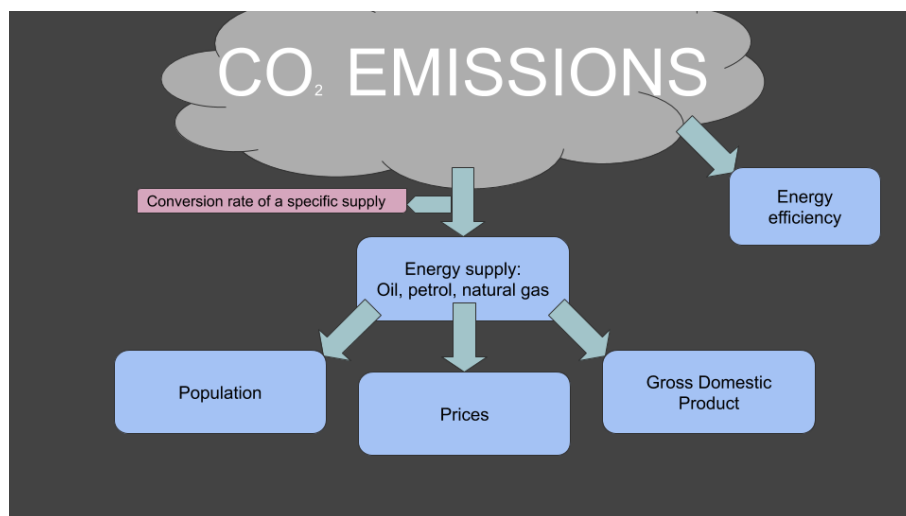 CO₂ EMISSIONS
Conversion rate of a specific supply
Energy
efficiency
Energy supply:
Oil, petrol, natural gas
Population
Prices
Gross Domestic
Product